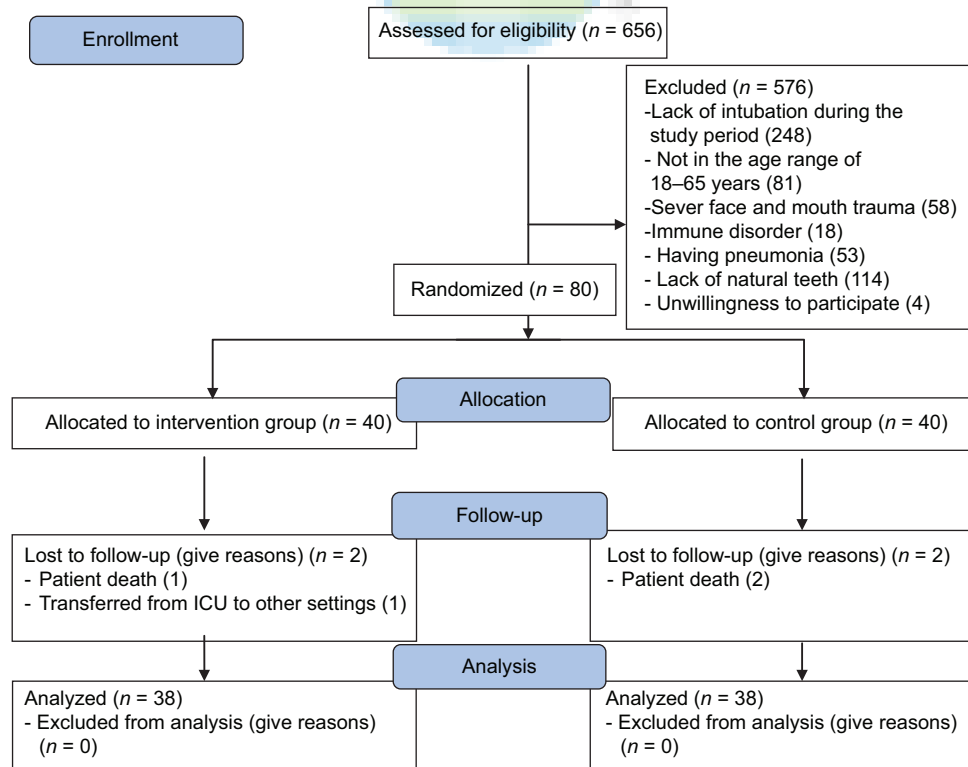 Enrollment
Assessed for eligibility (n = 656)
Excluded (n = 576)
-Lack of intubation during the
study period (248)
- Not in the age range of
18–65 years (81)
-Sever face and mouth trauma (58)
-Immune disorder (18)
- Having pneumonia (53)
- Lack of natural teeth (114)
- Unwillingness to participate (4)
Randomized (n = 80)
Allocation
Allocated to intervention group (n = 40)
Allocated to control group (n = 40)
Follow-up
Lost to follow-up (give reasons) (n = 2)
- Patient death (1)
- Transferred from ICU to other settings (1)
Lost to follow-up (give reasons) (n = 2)
- Patient death (2)
Analysis
Analyzed (n = 38)
- Excluded from analysis (give reasons)
(n = 0)
Analyzed (n = 38)
- Excluded from analysis (give reasons)
(n = 0)